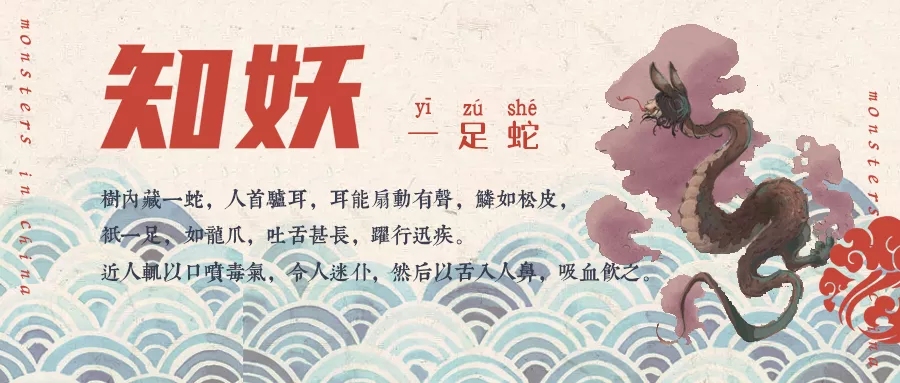 monsters in china
知妖
yī zú shé
一足蛇
樹內藏一蛇，人首驢耳，耳能扇動有聲，鱗如松皮，
衹一足，如龍爪，吐舌甚長，躍行迅疾。
近人輒以口噴毒氣，令人迷仆，然后以舌入人鼻，吸血飲之。
monsters
na